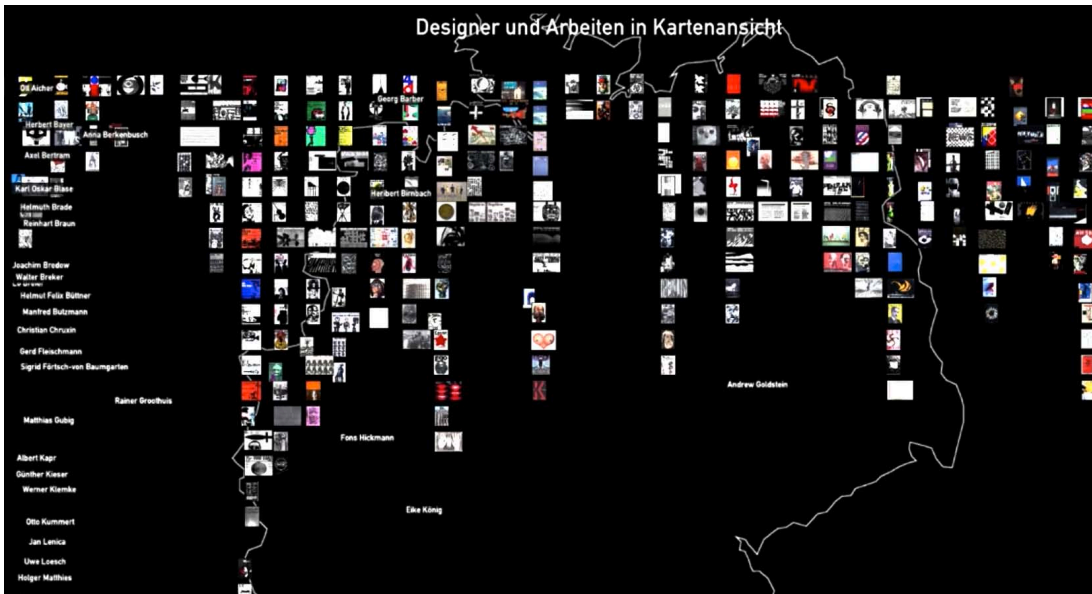 Designer und Arbeiten in Kartenansicht
Otl Aicher
Georg Barber
Herbert Bayer
Anna Berkenbusch
Axel Bertram
Karl Oskar Blase
Heribert Birnbach
Helmuth Brade
Reinhart Braun
Joachim Bredow
Walter Breker
Helmut Felix Büttner
Manfred Butzmann
Christian Chruxin
Gerd Fleischmann
Sigrid Förtsch-von Baumgarten
Andrew Goldstein
Rainer Groothuis
Matthias Gubig
Fons Hickmann
Albert Kapr
Günther Kieser
Werner Klemke
Eike König
Otto Kummert
Jan Lenica
Uwe Loesch
Holger Matthies